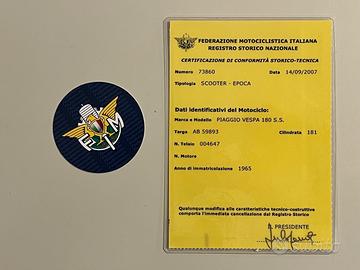 FEDERAZIONE MOTOCICLISTICA ITALIANA
REGISTRO STORICO NAZIONALE
CERTIFICAZIONE DI CONFORMITÀ STORICO-TECNICA
Numero 73860 Data 14/09/2007
Tipologia SCOOTER - EPOCA
Dati identificativi del Motociclo:
Marca e Modello PIAGGIO VESPA 180 S.S.
Targa AB 59893 Cilindrata 181
N. Telaio 004647
N. Motore
Anno di immatricolazione 1965
Qualunque modifica alle caratteristiche tecnico-costruttive
comporta l'immediata cancellazione dal Registro Storico
IL PRESIDENTE
FMI